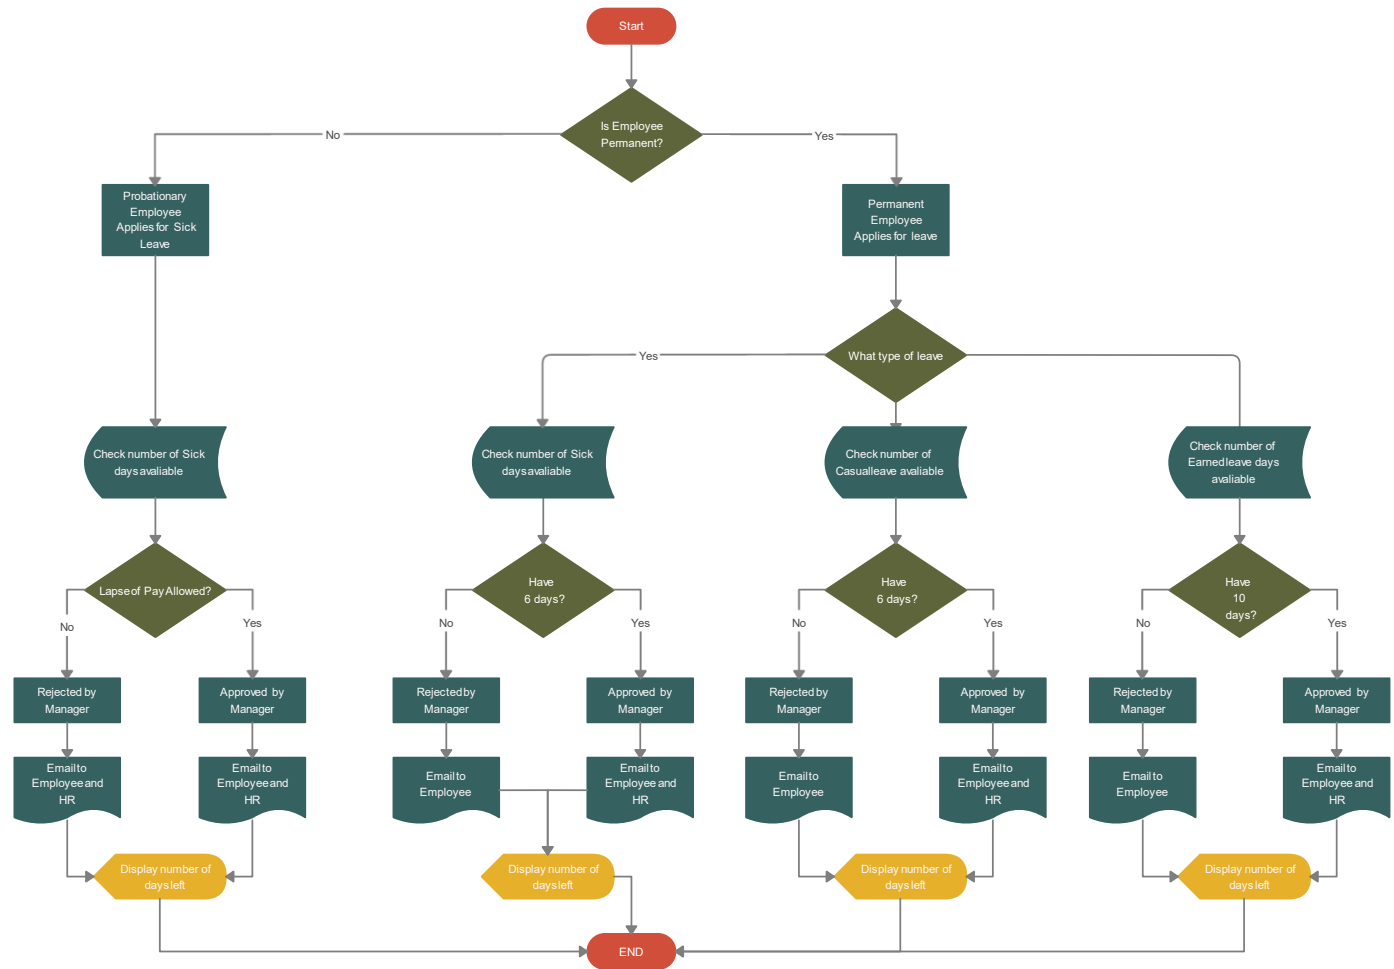 Start
Is Employee
Permanent?
No
Yes
Probationary
Employee
Applies for Sick
Leave
Permanent
Employee
Applies for leave
What type of leave
Yes
Check number of Sick
days avaliable
Check number of Sick
days avaliable
Check number of
Casual leave avaliable
Check number of
Earned leave days
avaliable
Lapse of Pay Allowed?
Have
6 days?
Have
6 days?
Have
10
days?
No
Yes
No
Yes
No
Yes
No
Yes
Rejected by
Manager
Approved by
Manager
Rejected by
Manager
Approved by
Manager
Rejected by
Manager
Approved by
Manager
Rejected by
Manager
Approved by
Manager
Email to
Employee and
HR
Email to
Employee and
HR
Email to
Employee
Email to
Employee and
HR
Email to
Employee
Email to
Employee and
HR
Email to
Employee
Email to
Employee and
HR
Display number of
days left
Display number of
days left
Display number of
days left
Display number of
days left
END